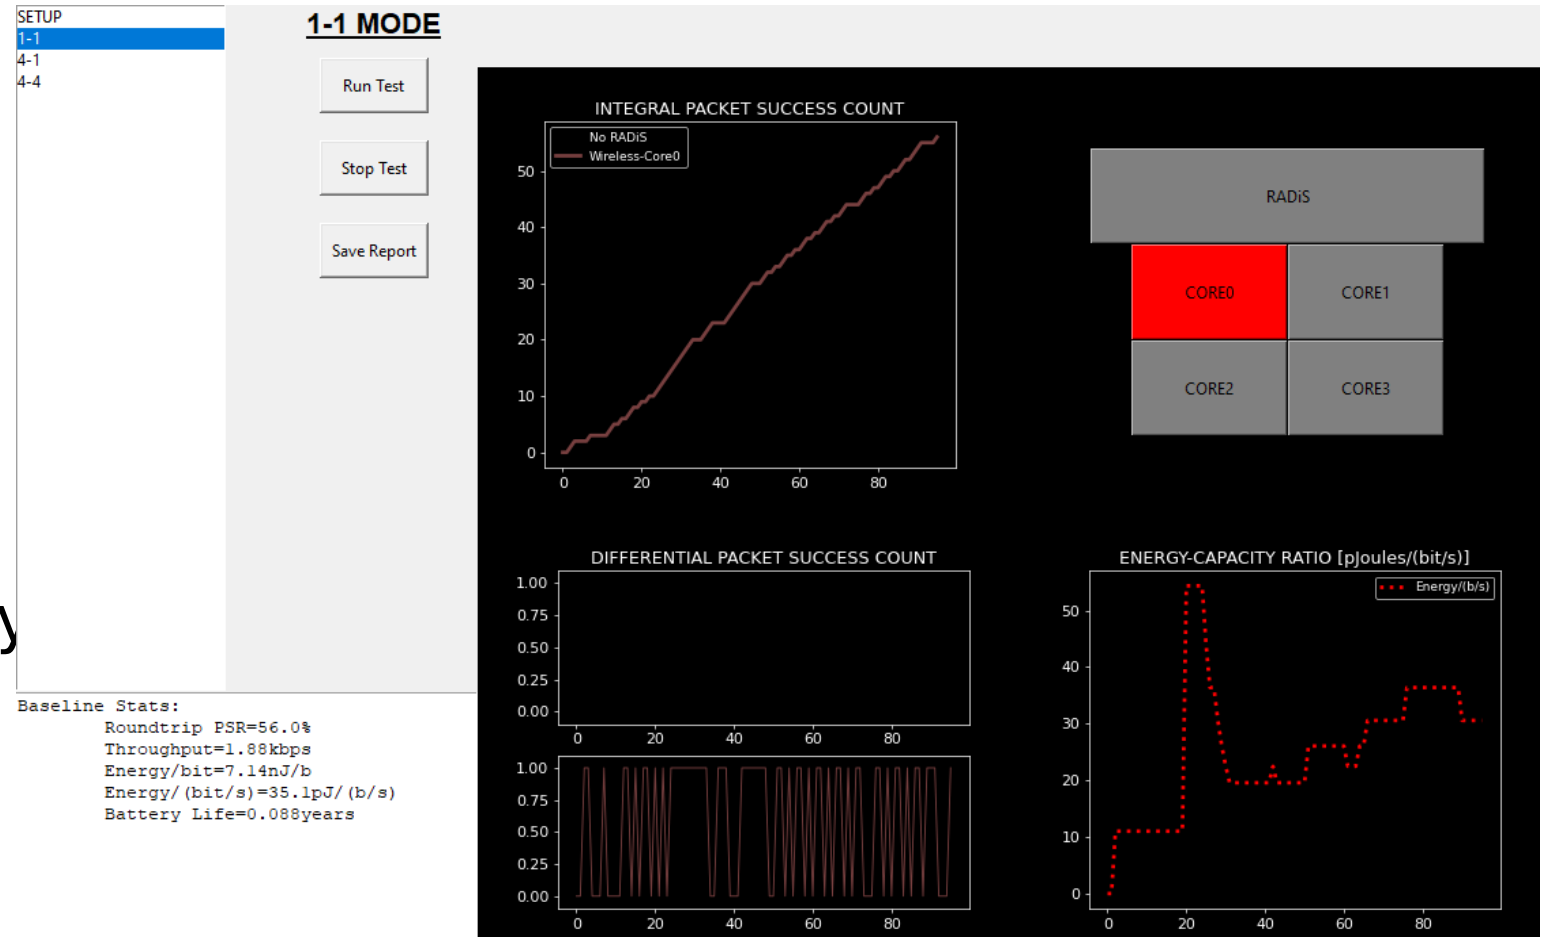 SETUP
1-1
4-1
4-4
1-1 MODE
Run Test
Stop Test
Save Report
INTEGRAL PACKET SUCCESS COUNT
No RADiS
Wireless-Core0
50
40
30
20
10
0
0 20 40 60 80
RADiS
CORE0 CORE1
CORE2 CORE3
DIFFERENTIAL PACKET SUCCESS COUNT
1.00
0.75
0.50
0.25
0.00
0 20 40 60 80
1.00
0.75
0.50
0.25
0.00
0 20 40 60 80
ENERGY-CAPACITY RATIO [pJoules/(bit/s)]
Energy/(b/s)
50
40
30
20
10
0
0 20 40 60 80
y
Baseline Stats:
Roundtrip PSR=56.0%
Throughput=1.88kbps
Energy/bit=7.14nJ/b
Energy/(bit/s)=35.1pJ/(b/s)
Battery Life=0.088years